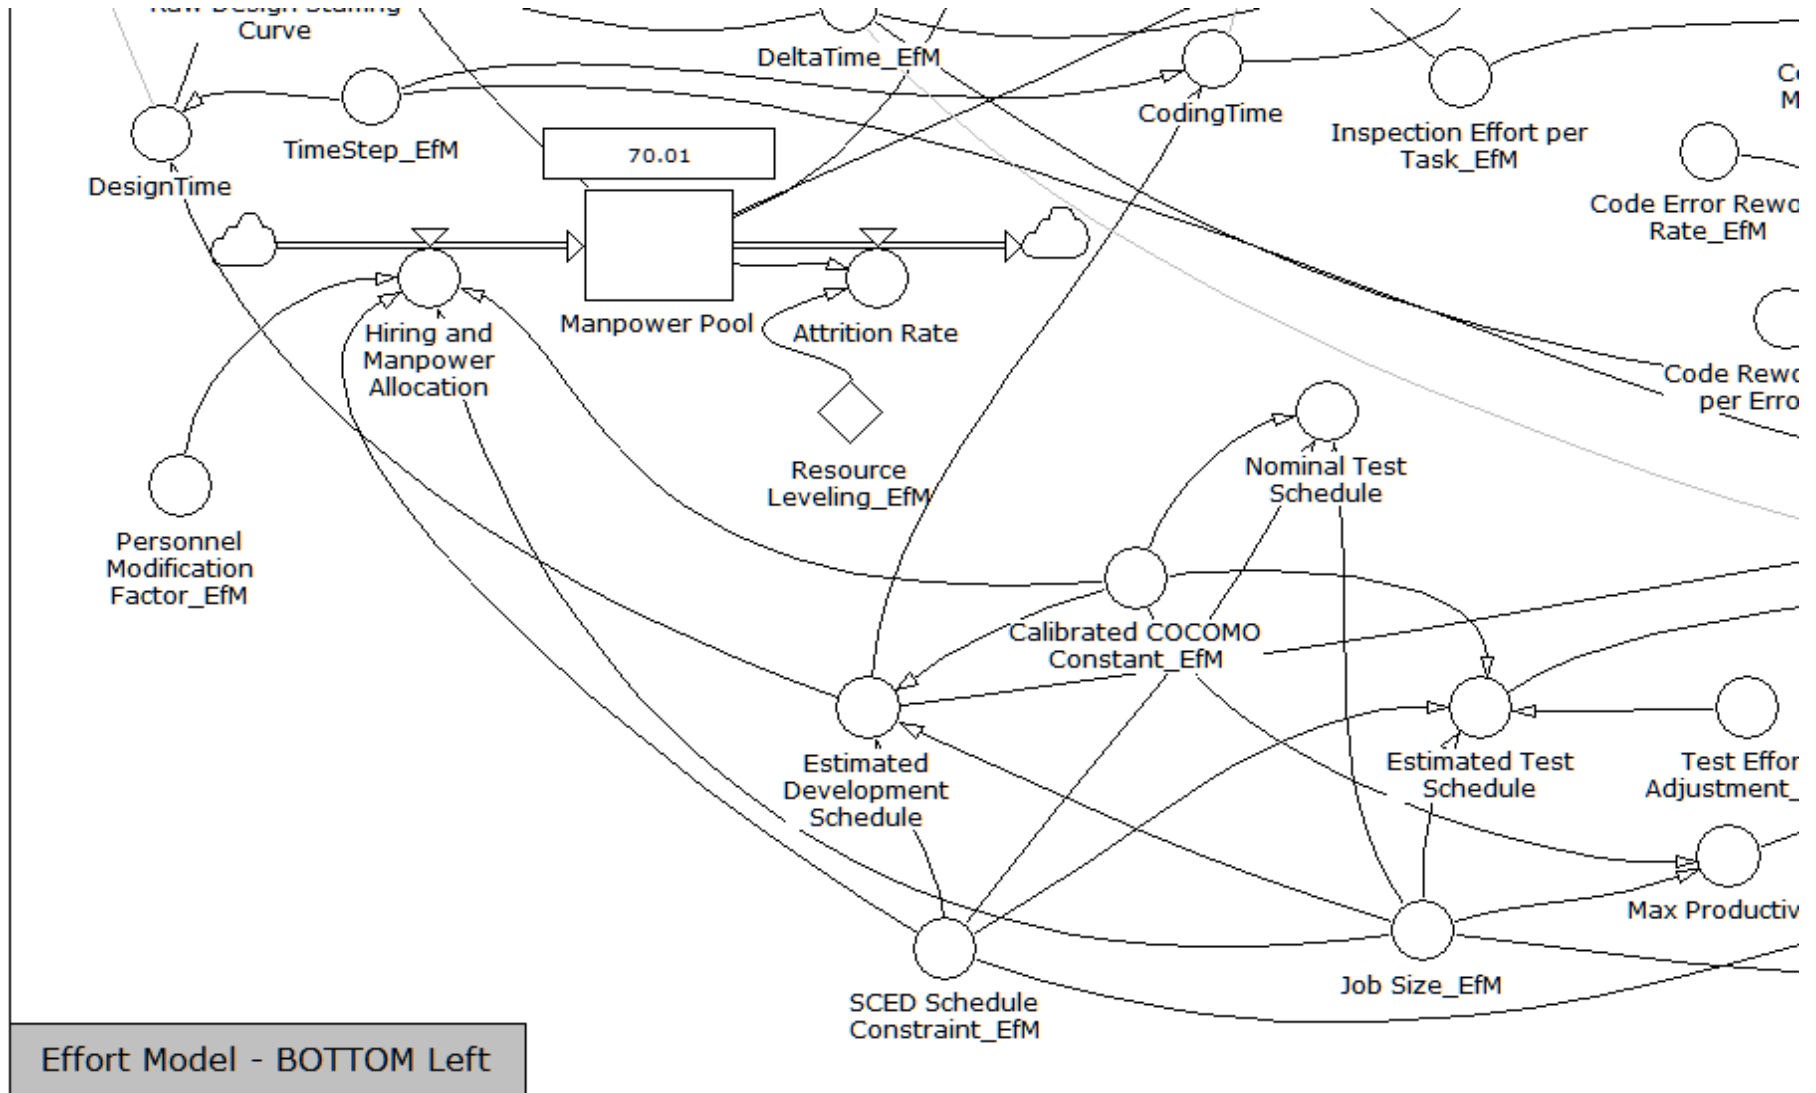 Raw Design Staffing
Curve
DeltaTime_EfM
CodingTime
Inspection Effort per
Task_EfM
TimeStep_EfM
DesignTime
70.01
Code Error Rewo
Rate_EfM
Manpower Pool
Attrition Rate
Hiring and
Manpower
Allocation
Code Rewo
per Erro
Resource
Leveling_EfM
Nominal Test
Schedule
Personnel
Modification
Factor_EfM
Calibrated COCOMO
Constant_EfM
Estimated
Development
Schedule
Estimated Test
Schedule
Test Effor
Adjustment_
Max Productiv
Job Size_EfM
SCED Schedule
Constraint_EfM
Effort Model - BOTTOM Left